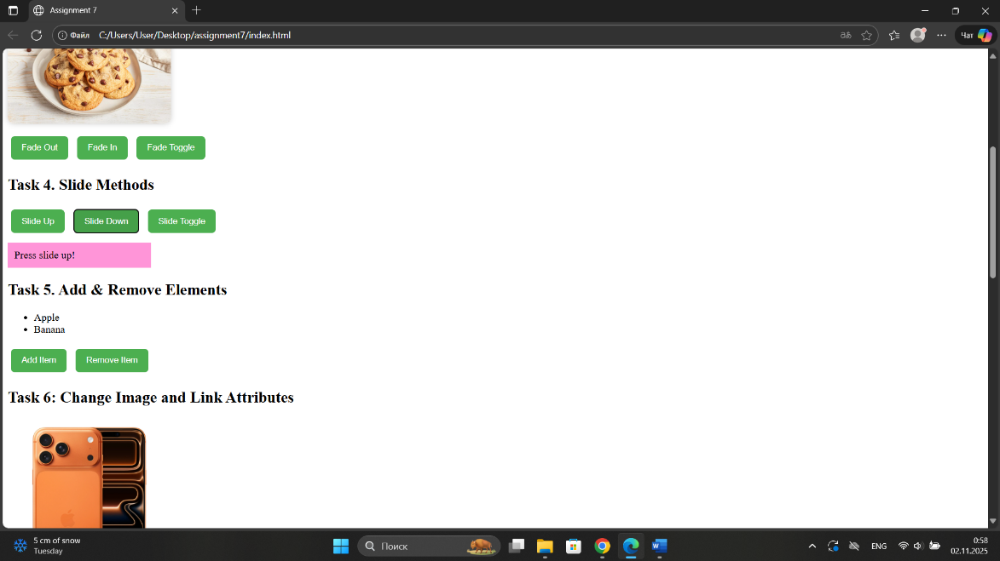 Assignment 7
Файл C:/Users/User/Desktop/assignment7/index.html
Чат
Fade Out Fade In Fade Toggle
Task 4. Slide Methods
Slide Up Slide Down Slide Toggle
Press slide up!
Task 5. Add & Remove Elements
Apple
Banana
Add Item Remove Item
Task 6: Change Image and Link Attributes
5 cm of snow
Tuesday
Поиск
ENG
0:58
02.11.2025